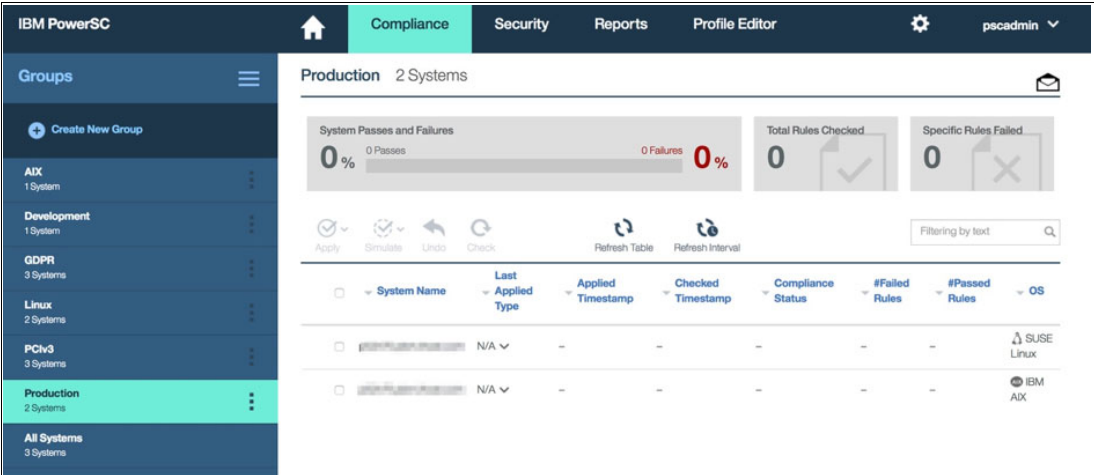 IBM PowerSC
Compliance
Security
Reports
Profile Editor
pscadmin
Groups
Create New Group
AIX
1 System
Development
1 System
GDPR
3 Systems
Linux
2 Systems
PCIv3
3 Systems
Production
2 Systems
All Systems
3 Systems
Production 2 Systems
System Passes and Failures
0 % 0 Passes 0 Failures 0 %
Total Rules Checked
0
Specific Rules Failed
0
Apply
Simulate
Undo
Check
Refresh Table
Refresh Interval
Filtering by text
System Name
Last
Applied
Type
Applied
Timestamp
Checked
Timestamp
Compliance
Status
#Failed
Rules
#Passed
Rules
OS
N/A – – – – – SUSE
Linux
N/A – – – – – IBM
AIX